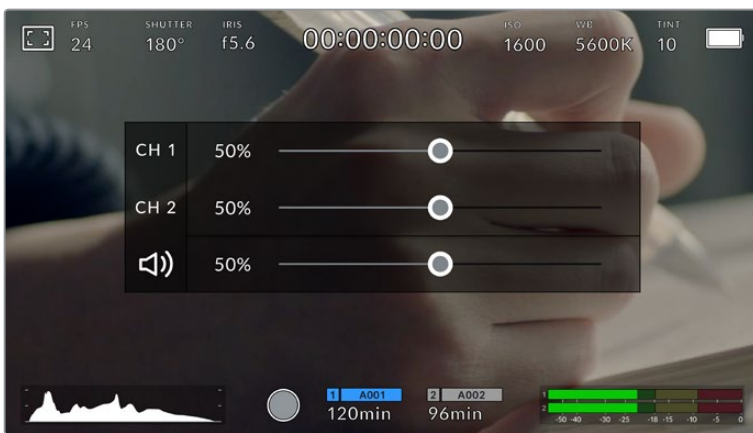 FPS SHUTTER IRIS ISO WB TINT
24 180° f5.6 00:00:00:00 1600 5600K 10
CH 1 50%
CH 2 50%
50%
1 A001 2 A002
120min 96min
1
2
-50 -40 -30 -25 -18 -15 -10 -5 0